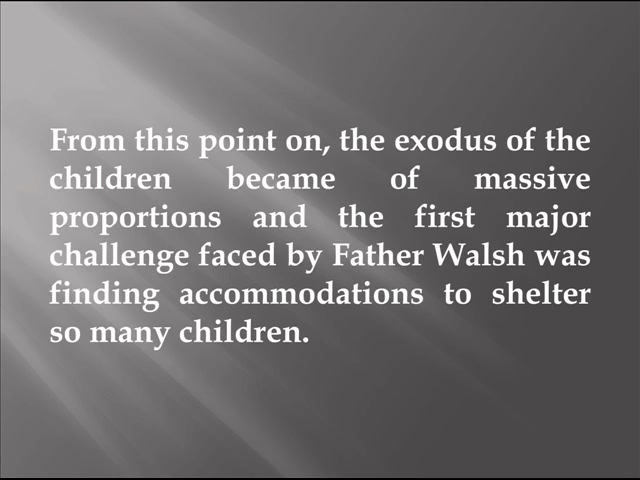 From this point on, the exodus of the
children became of massive
proportions and the first major
challenge faced by Father Walsh was
finding accommodations to shelter
so many children.